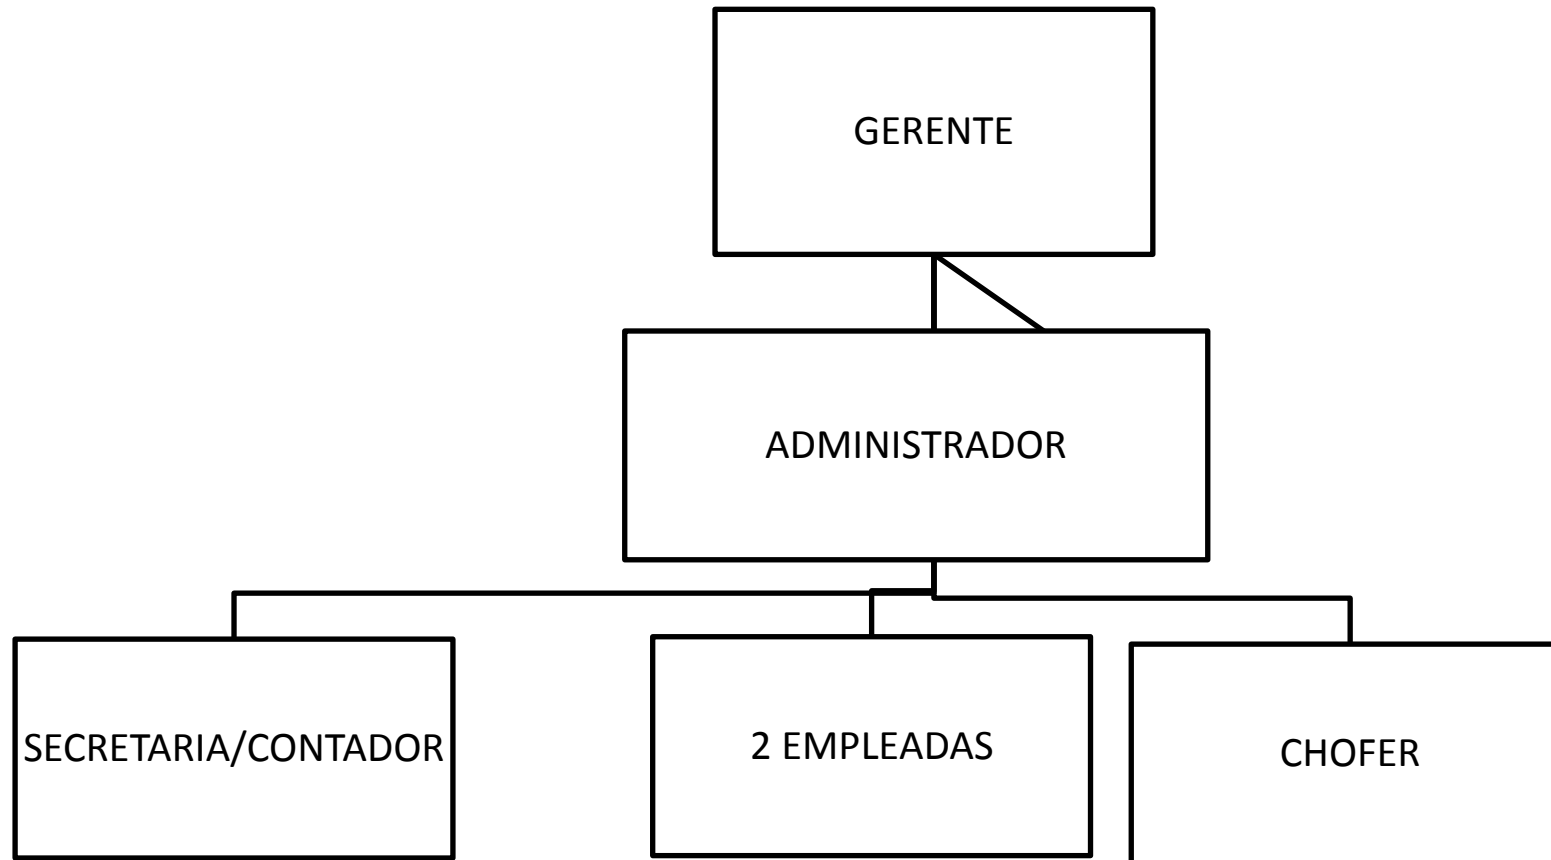 GERENTE
ADMINISTRADOR
SECRETARIA/CONTADOR
2 EMPLEADAS
CHOFER